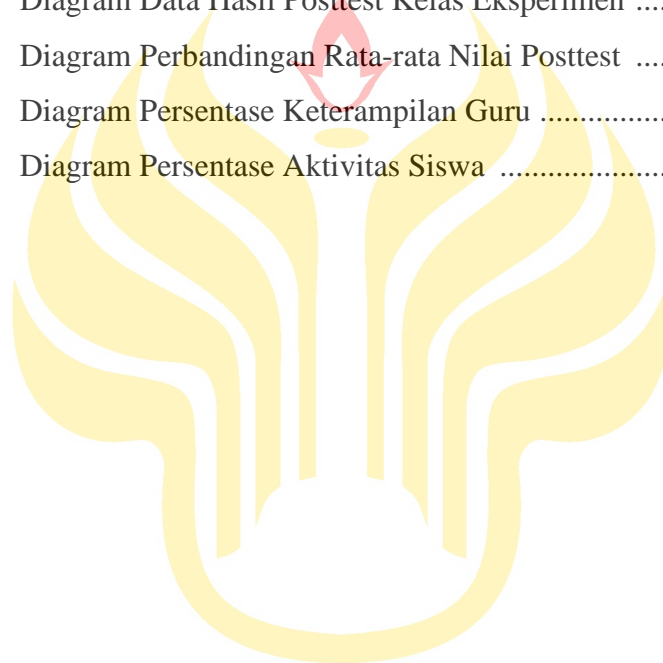 Diagram Data Hasil Posttest Kelas Eksperimen ....
Diagram Perbandingan Rata-rata Nilai Posttest ....
Diagram Persentase Keterampilan Guru ...............
Diagram Persentase Aktivitas Siswa ....................